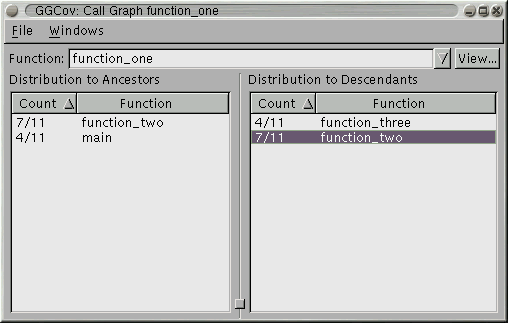 GGCov: Call Graph function_one
File Windows
Function: function_one View...
Distribution to Ancestors
Count Function
7/11 function_two
4/11 main
Distribution to Descendants
Count Function
4/11 function_three
7/11 function_two